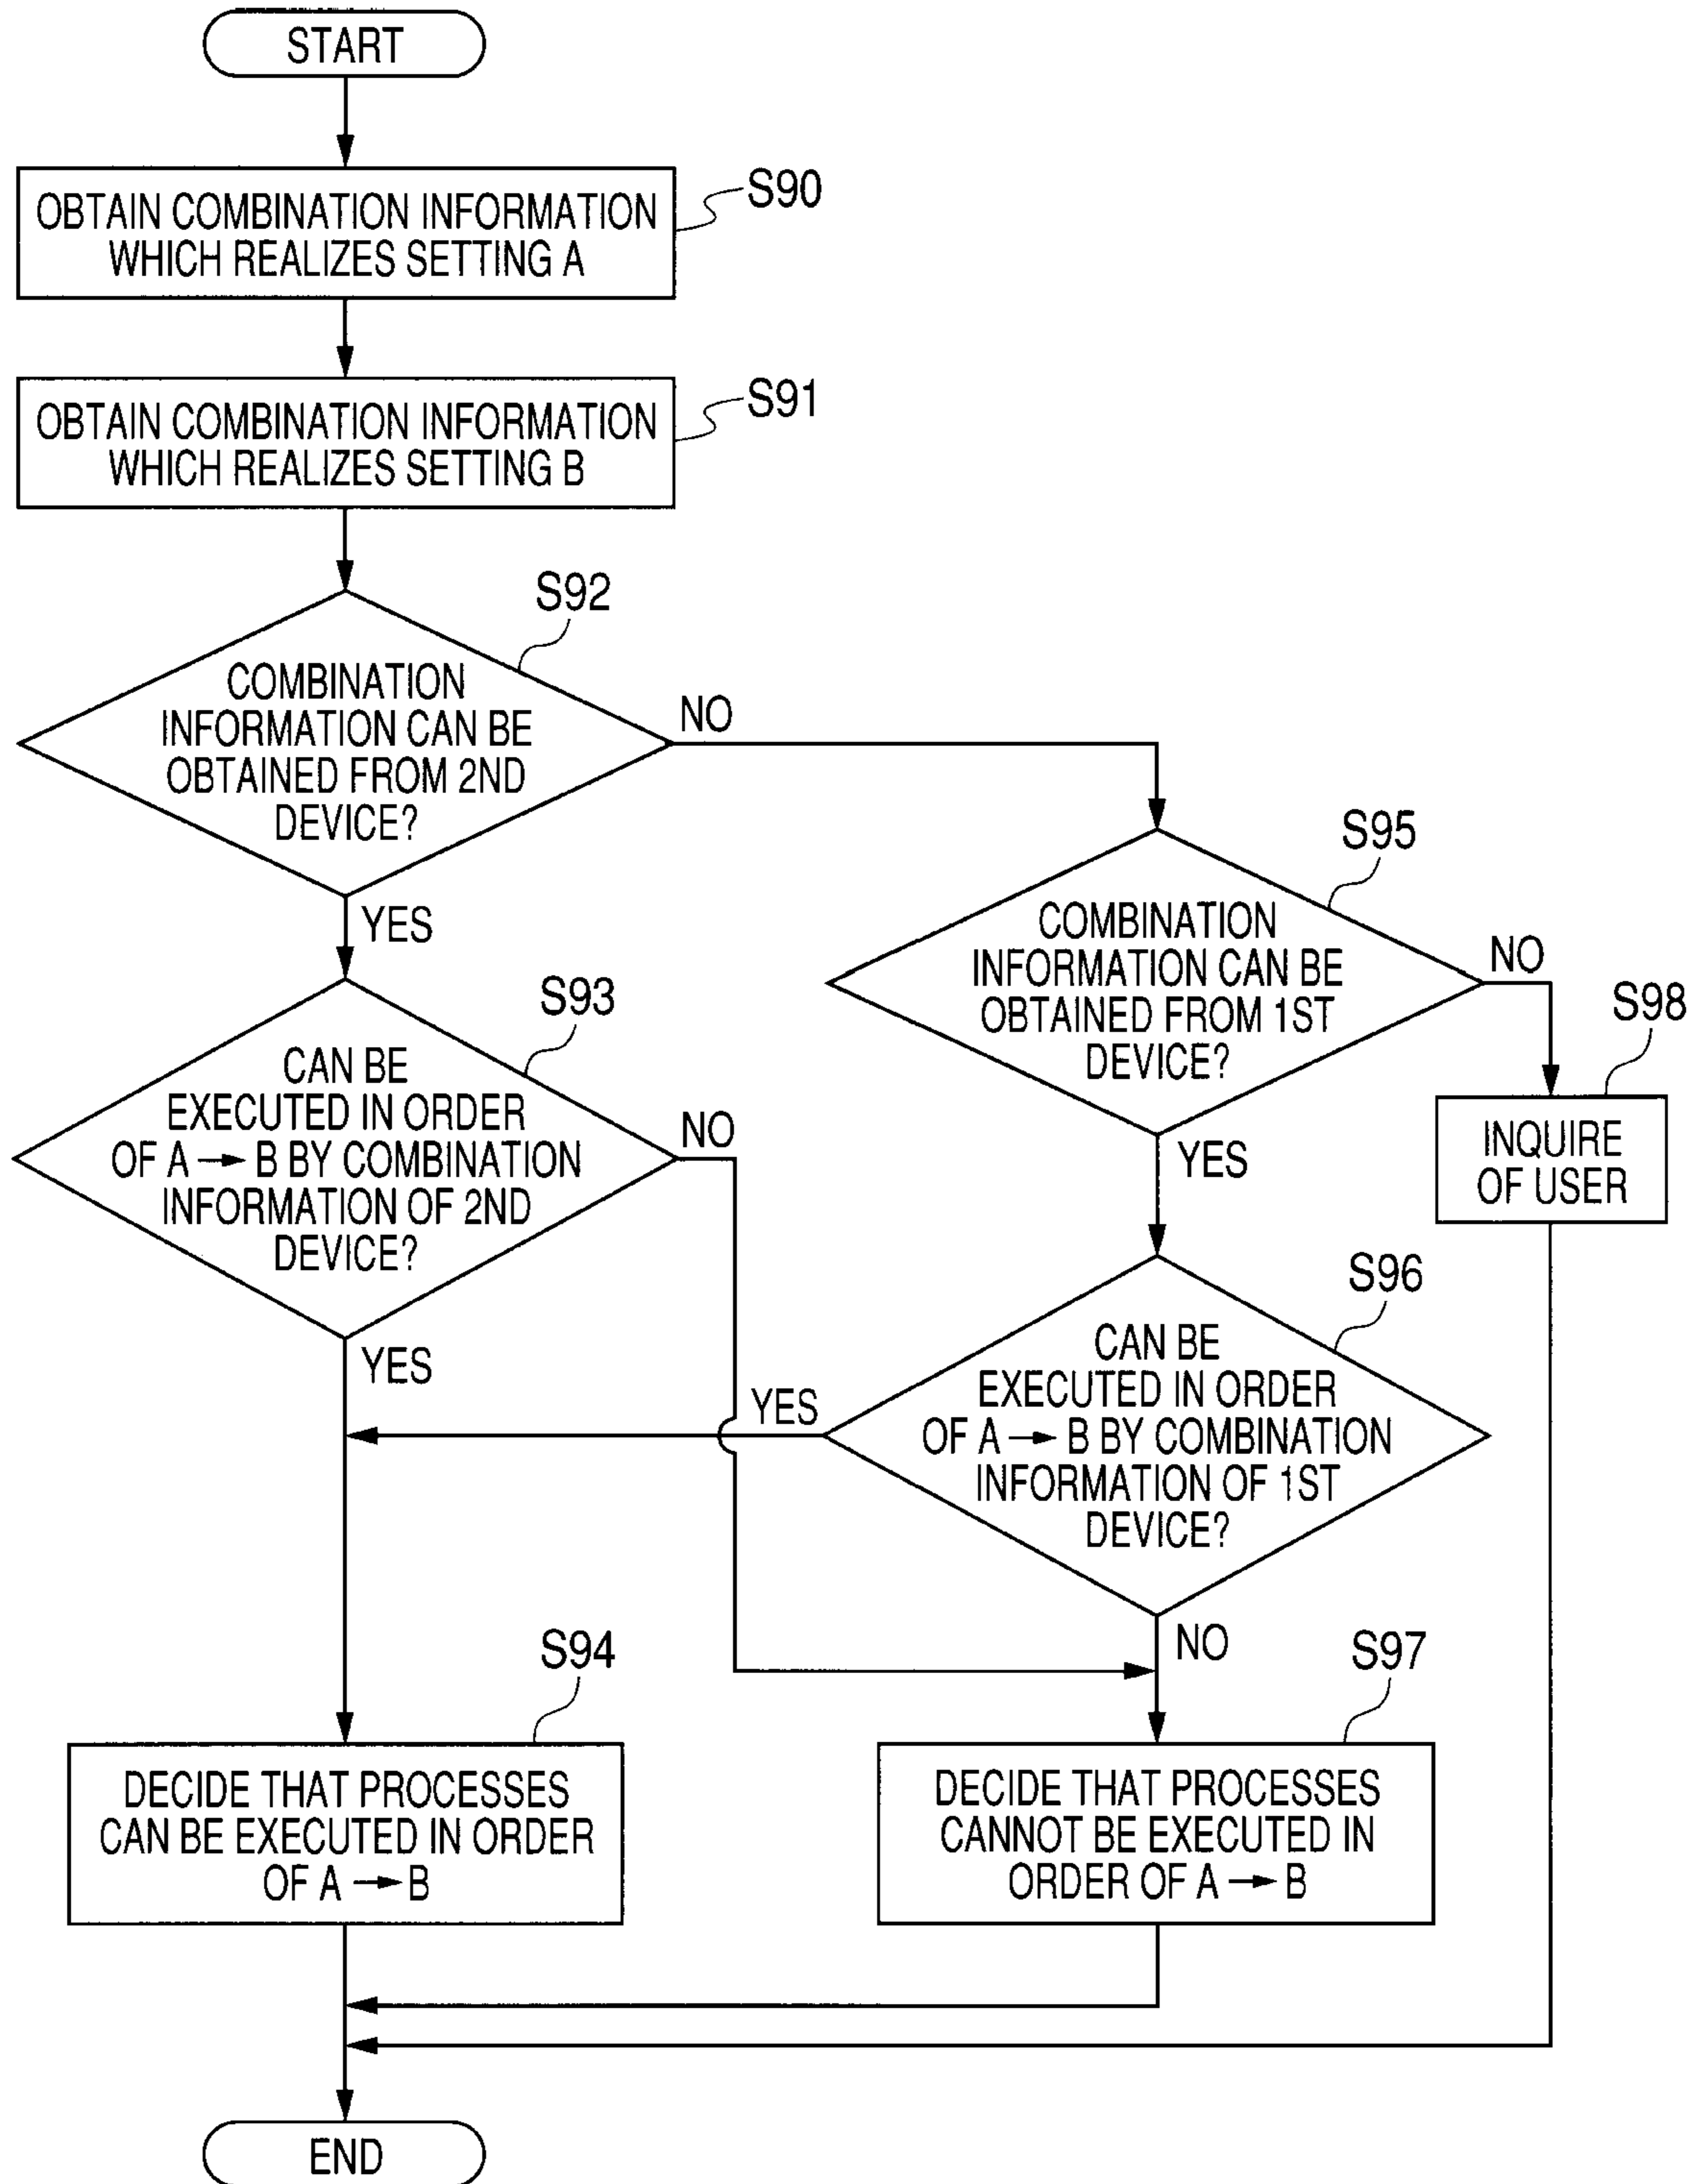 START
OBTAIN COMBINATION INFORMATION
WHICH REALIZES SETTING A
S90
OBTAIN COMBINATION INFORMATION
WHICH REALIZES SETTING B
S91
S92
COMBINATION
INFORMATION CAN BE
OBTAINED FROM 2ND
DEVICE?
NO
YES
S95
COMBINATION
INFORMATION CAN BE
OBTAINED FROM 1ST
DEVICE?
NO
YES
S98
INQUIRE
OF USER
S93
CAN BE
EXECUTED IN ORDER
OF A → B BY COMBINATION
INFORMATION OF 2ND
DEVICE?
NO
YES
S96
CAN BE
EXECUTED IN ORDER
OF A → B BY COMBINATION
INFORMATION OF 1ST
DEVICE?
YES
NO
S94
DECIDE THAT PROCESSES
CAN BE EXECUTED IN ORDER
OF A → B
S97
DECIDE THAT PROCESSES
CANNOT BE EXECUTED IN
ORDER OF A → B
END